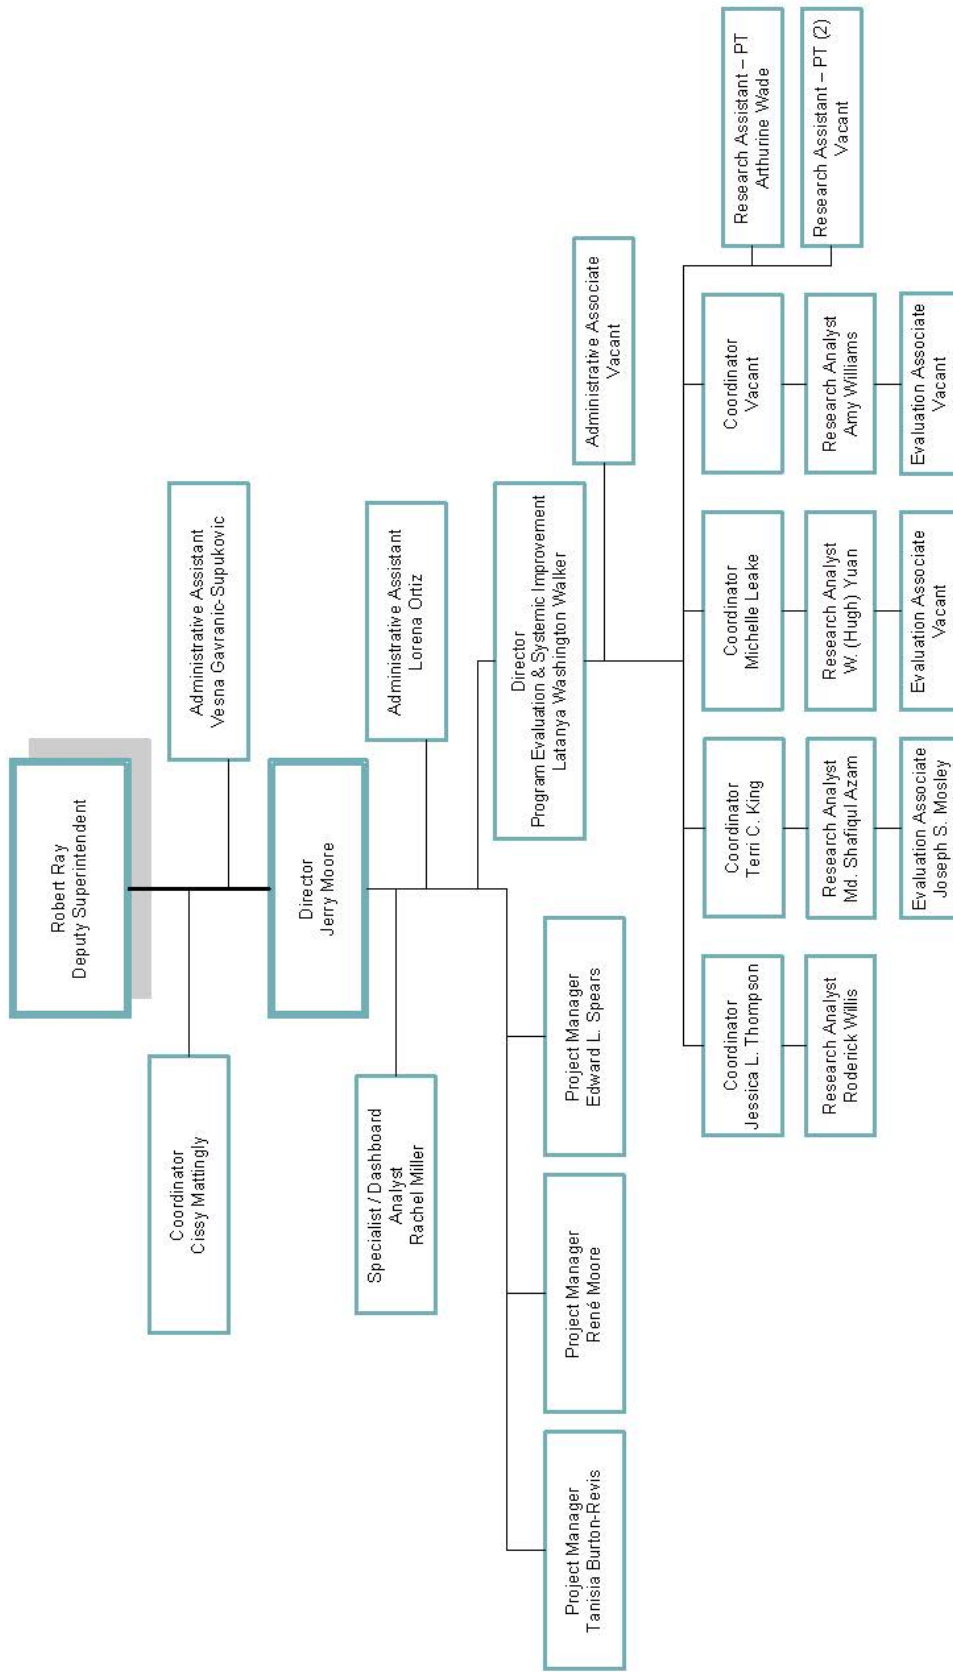 Robert Ray
Deputy Superintendent
Coordinator
Cissy Mattingly
Administrative Assistant
Vesna Gavranic-Supukovic
Director
Jerry Moore
Specialist / Dashboard
Analyst
Rachel Miller
Administrative Assistant
Lorena Ortiz
Director
Program Evaluation & Systemic Improvement
Latanya Washington Walker
Project Manager
Tanisia Burton-Revis
Project Manager
René Moore
Project Manager
Edward L. Spears
Administrative Associate
Vacant
Coordinator
Jessica L. Thompson
Coordinator
Terri C. King
Coordinator
Michelle Leake
Coordinator
Vacant
Research Assistant – PT
Arthurine Wade
Research Analyst
Roderick Willis
Research Analyst
Md. Shafiqul Azam
Research Analyst
W. (Hugh) Yuan
Research Analyst
Amy Williams
Research Assistant – PT (2)
Vacant
Evaluation Associate
Joseph S. Mosley
Evaluation Associate
Vacant
Evaluation Associate
Vacant